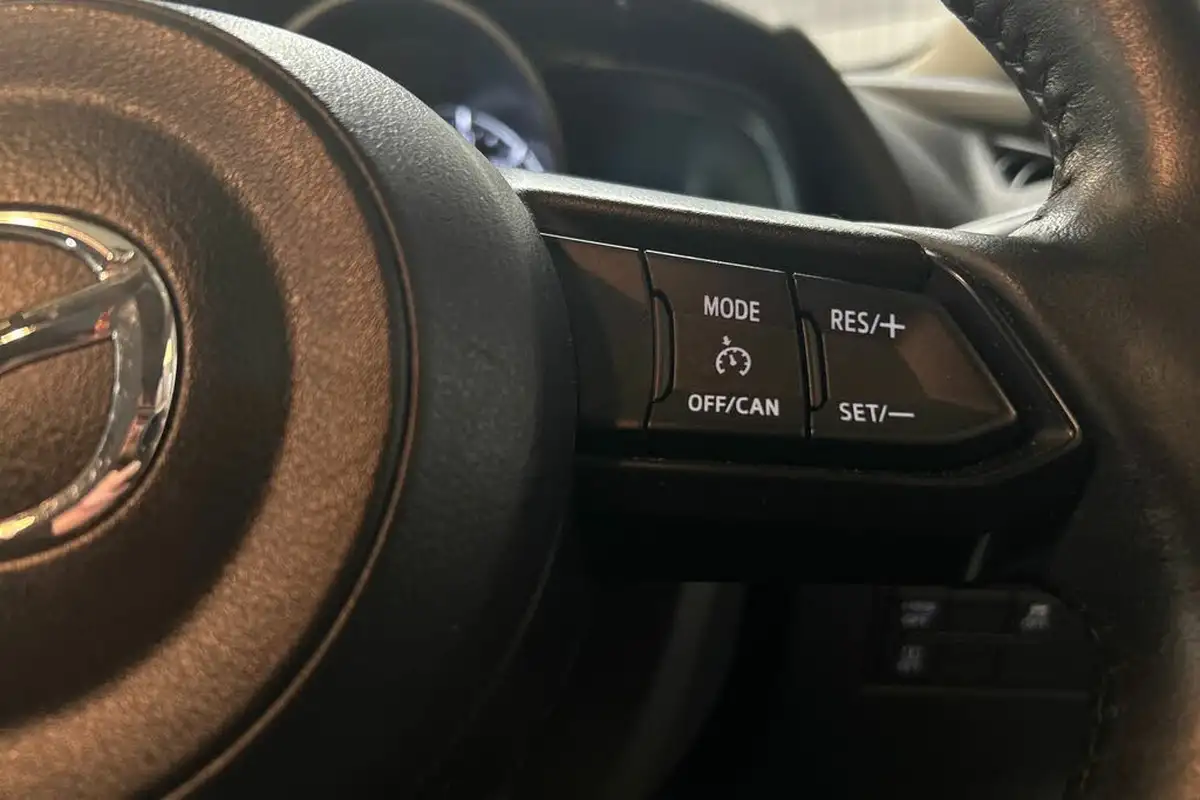 MODE
RES/+
OFF/CAN
SET/—